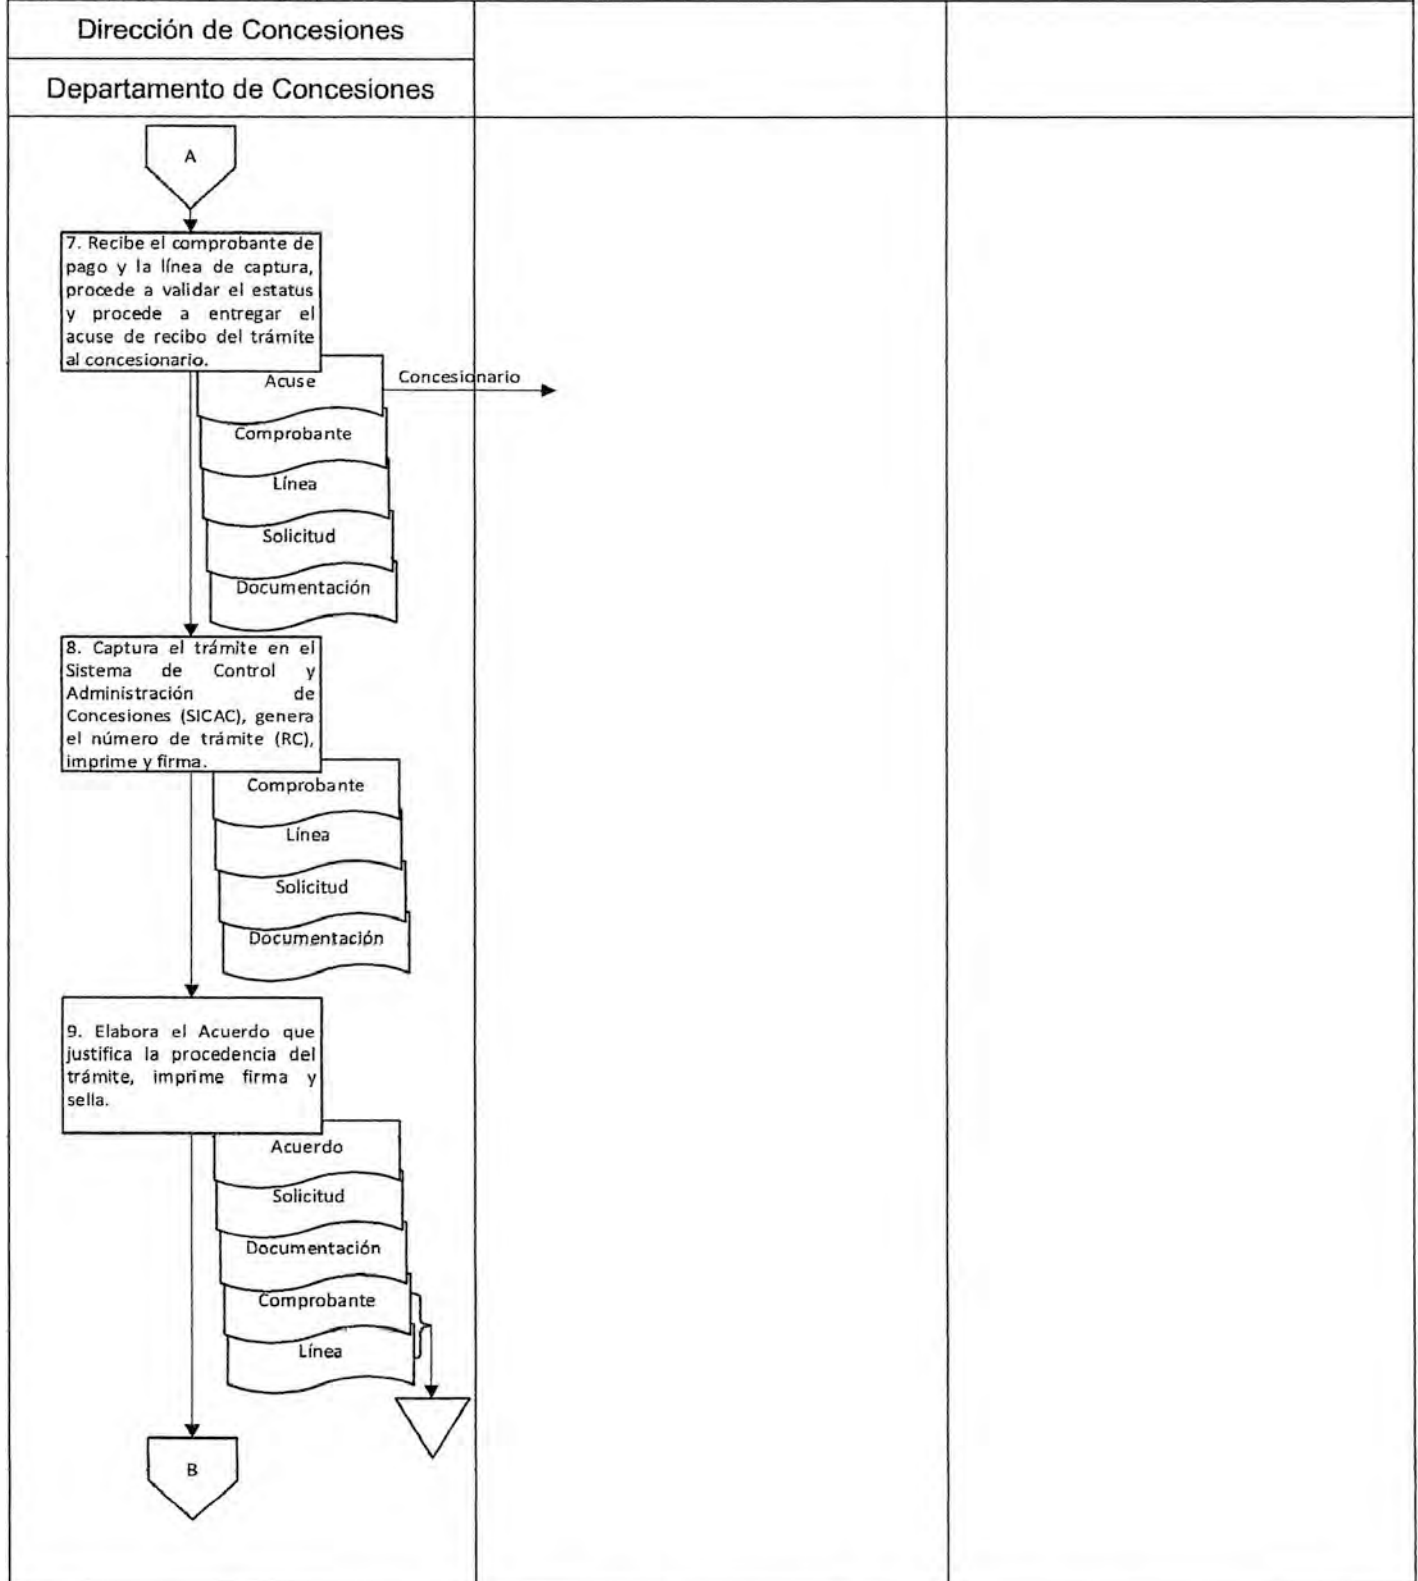 Dirección de Concesiones
Departamento de Concesiones
A
7. Recibe el comprobante de
pago y la línea de captura,
procede a validar el estatus
y procede a entregar el
acuse de recibo del trámite
al concesionario.
Acuse
Concesionario
Comprobante
Línea
Solicitud
Documentación
8. Captura el trámite en el
Sistema de Control y
Administración de
Concesiones (SICAC), genera
el número de trámite (RC),
imprime y firma.
Comprobante
Línea
Solicitud
Documentación
9. Elabora el Acuerdo que
justifica la procedencia del
trámite, imprime firma y
sella.
Acuerdo
Solicitud
Documentación
Comprobante
Línea
B